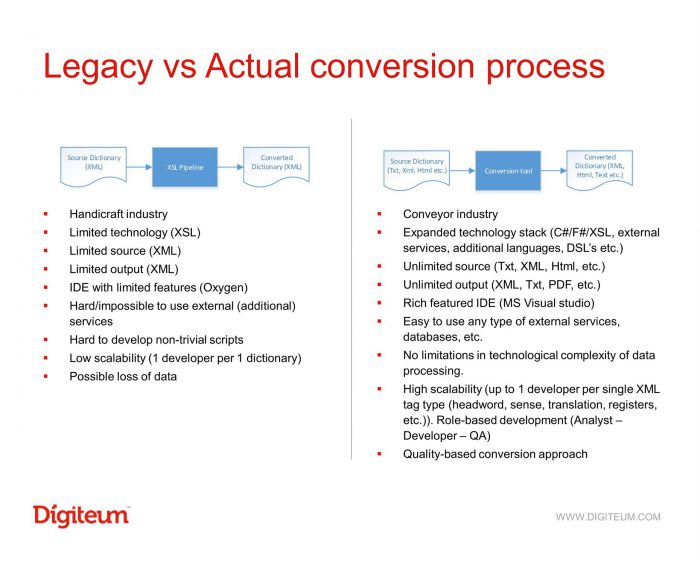 Legacy vs Actual conversion process
Source Dictionary
(XML)
XSL Pipeline
Converted
Dictionary (XML)
Handicraft industry
Limited technology (XSL)
Limited source (XML)
Limited output (XML)
IDE with limited features (Oxygen)
Hard/impossible to use external (additional)
services
Hard to develop non-trivial scripts
Low scalability (1 developer per 1 dictionary)
Possible loss of data
Source Dictionary
(Txt, Xml, Html etc.)
Conversion tool
Converted
Dictionary (XML,
Html, Text etc.)
Conveyor industry
Expanded technology stack (C#/F#/XSL, external
services, additional languages, DSL's etc.)
Unlimited source (Txt, XML, Html, etc.)
Unlimited output (XML, Txt, PDF, etc.)
Rich featured IDE (MS Visual studio)
Easy to use any type of external services,
databases, etc.
No limitations in technological complexity of data
processing.
High scalability (up to 1 developer per single XML
tag type (headword, sense, translation, registers,
etc.)). Role-based development (Analyst –
Developer – QA)
Quality-based conversion approach
Digiteum
WWW.DIGITEUM.COM